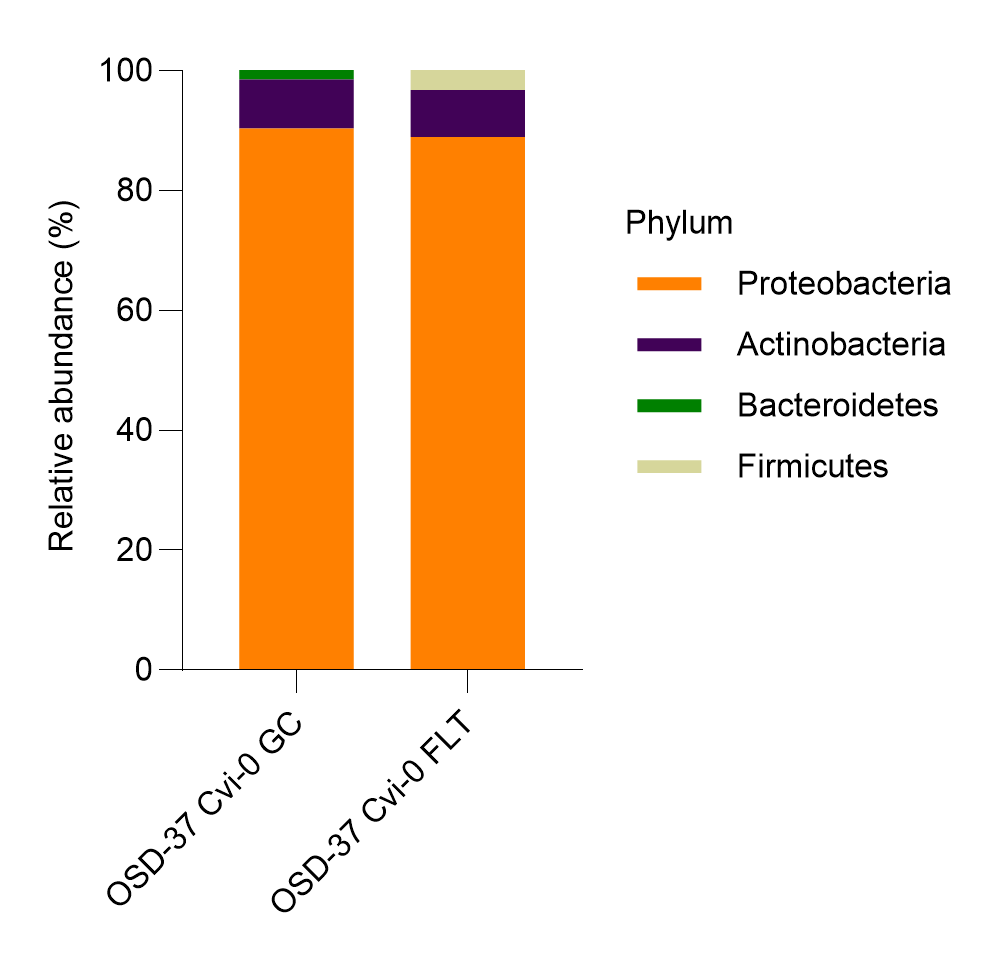 100
80
60
40
20
0
Relative abundance (%)
OSD-37 Cvi-0 GC
OSD-37 Cvi-0 FLT
Phylum
Proteobacteria
Actinobacteria
Bacteroidetes
Firmicutes